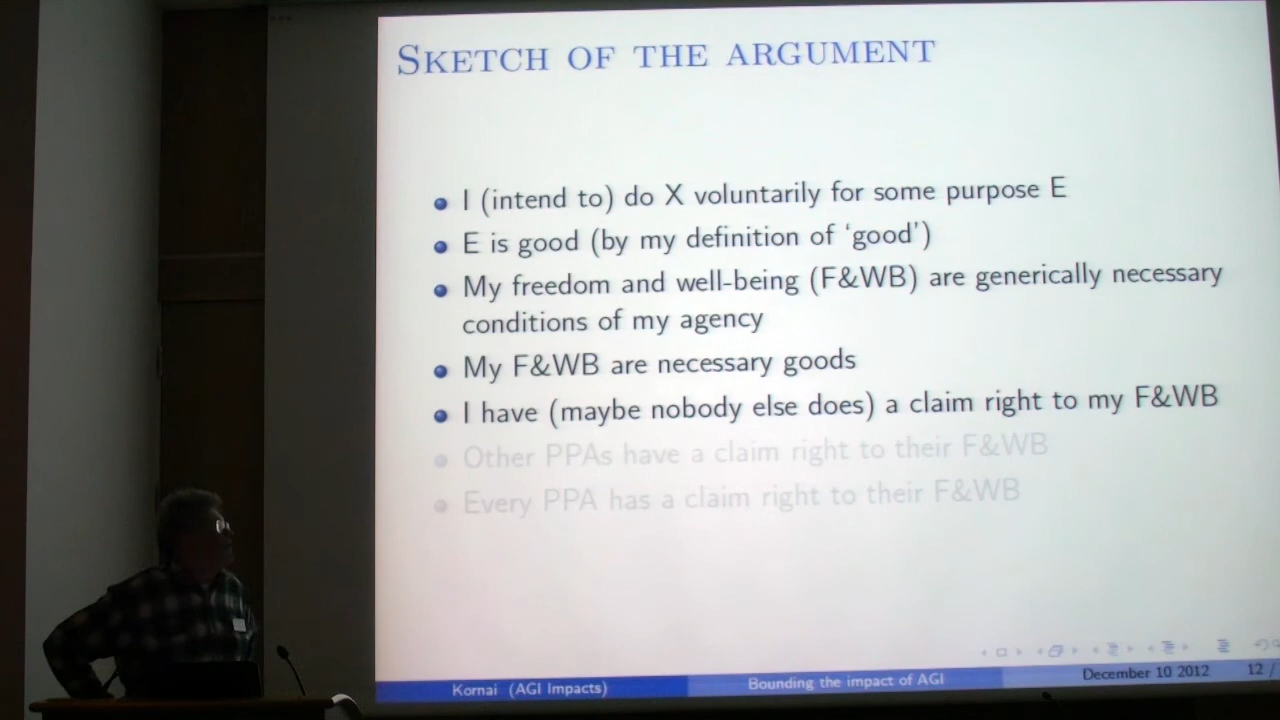 SKETCH OF THE ARGUMENT
I (intend to) do X voluntarily for some purpose E
E is good (by my definition of ‘good’)
My freedom and well-being (F&WB) are generically necessary
conditions of my agency
My F&WB are necessary goods
I have (maybe nobody else does) a claim right to my F&WB
Other PPAs have a claim right to their F&WB
Every PPA has a claim right to their F&WB
Kornai (AGI Impacts)
Bounding the impact of AGI
December 10 2012
12 /